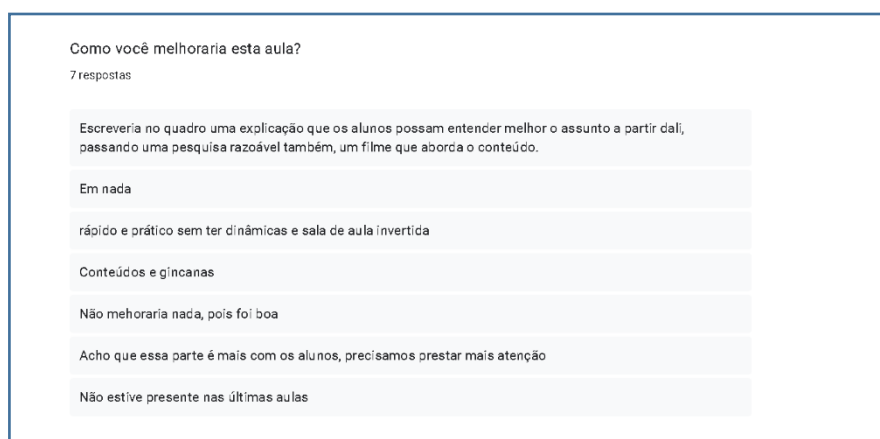 Como você melhoraria esta aula?
7 respostas
Escreveria no quadro uma explicação que os alunos possam entender melhor o assunto a partir dali,
passando uma pesquisa razoável também, um filme que aborda o conteúdo.
Em nada
rápido e prático sem ter dinâmicas e sala de aula invertida
Conteúdos e gincanas
Não mehoraria nada, pois foi boa
Acho que essa parte é mais com os alunos, precisamos prestar mais atenção
Não estive presente nas últimas aulas